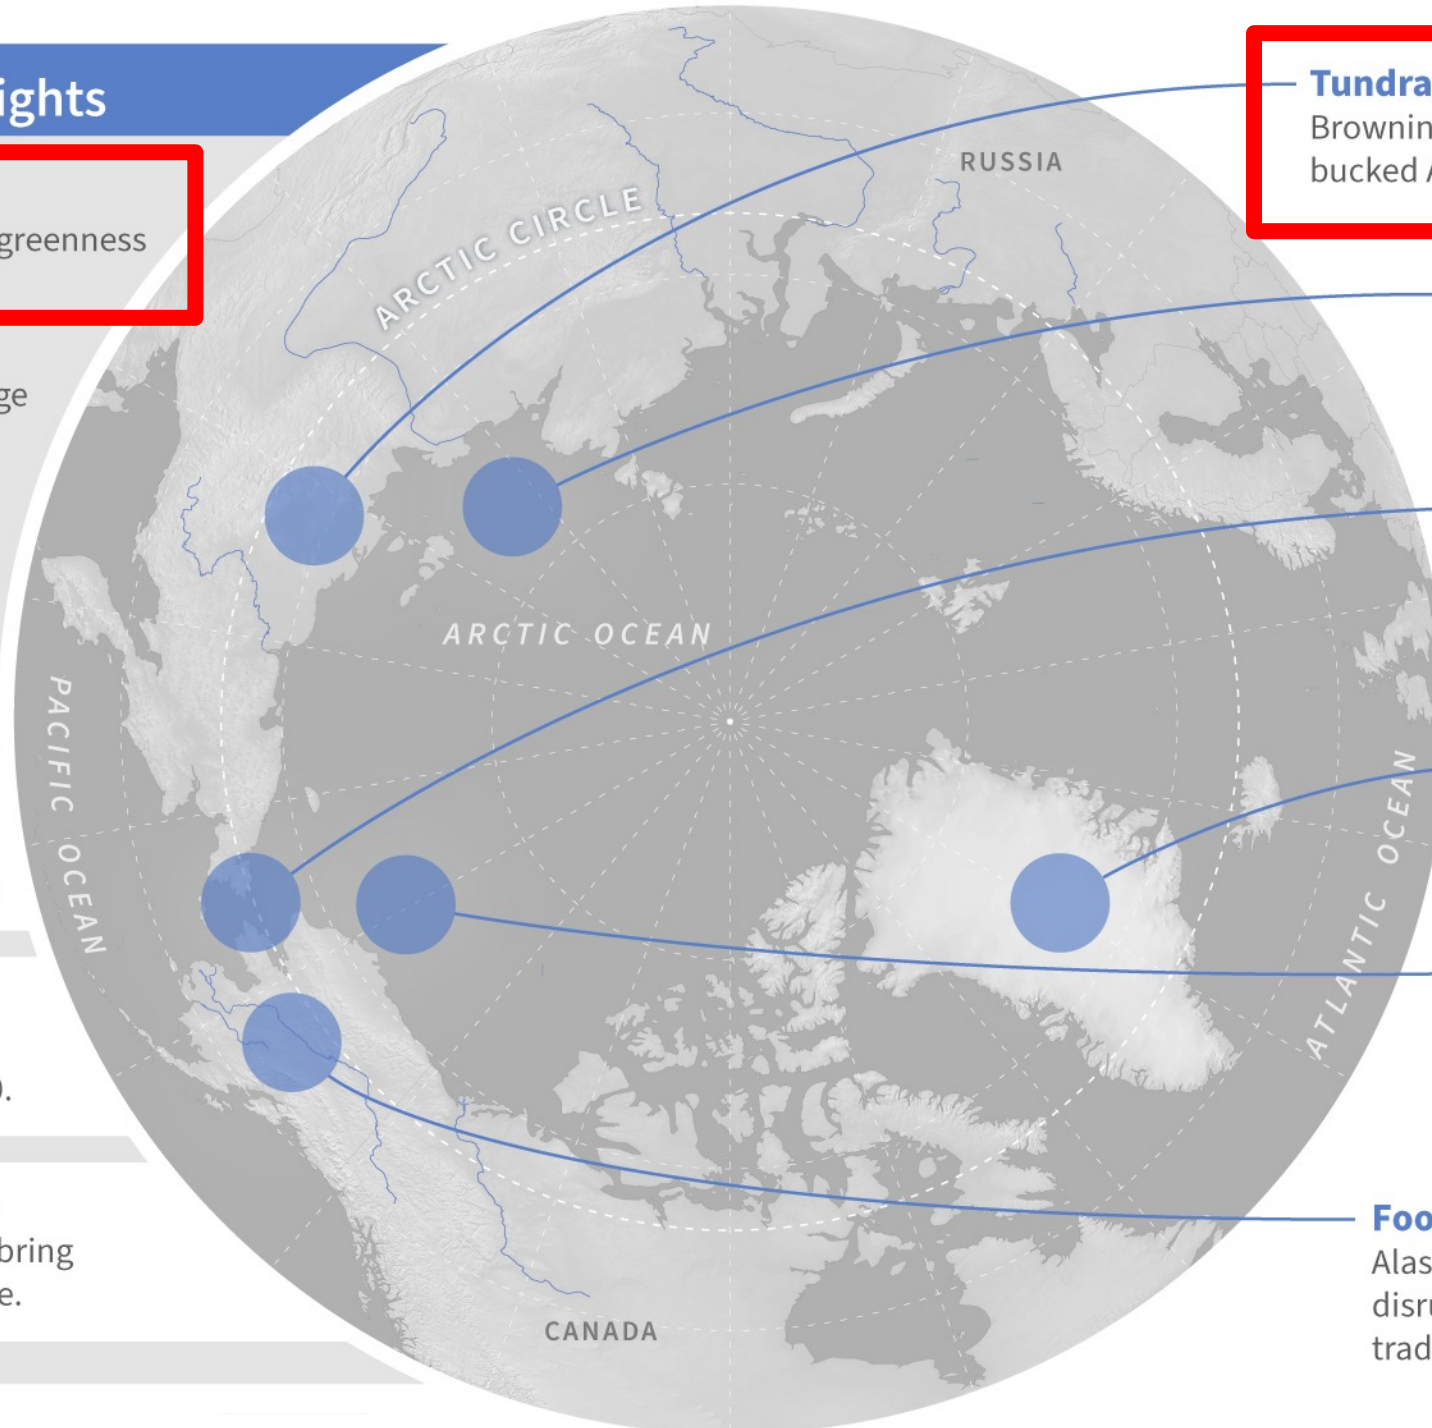 ights
greenness
ge
).
bring
e.
Tundra
Brownin
bucked A
RUSSIA
ARCTIC CIRCLE
ARCTIC OCEAN
PACIFIC OCEAN
ATLANTIC OCEAN
CANADA
Foo
Alas
disru
trad